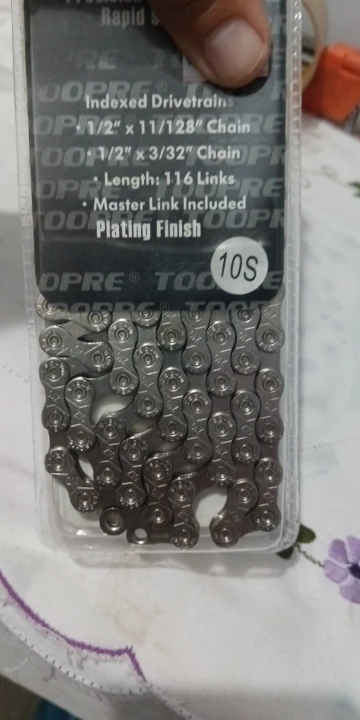 Rapid
Indexed Drivetrains
• 1/2" x 11/128" Chain
• 1/2" x 3/32" Chain
• Length: 116 Links
• Master Link Included
Plating Finish
10S
OPRE® TOOPRE